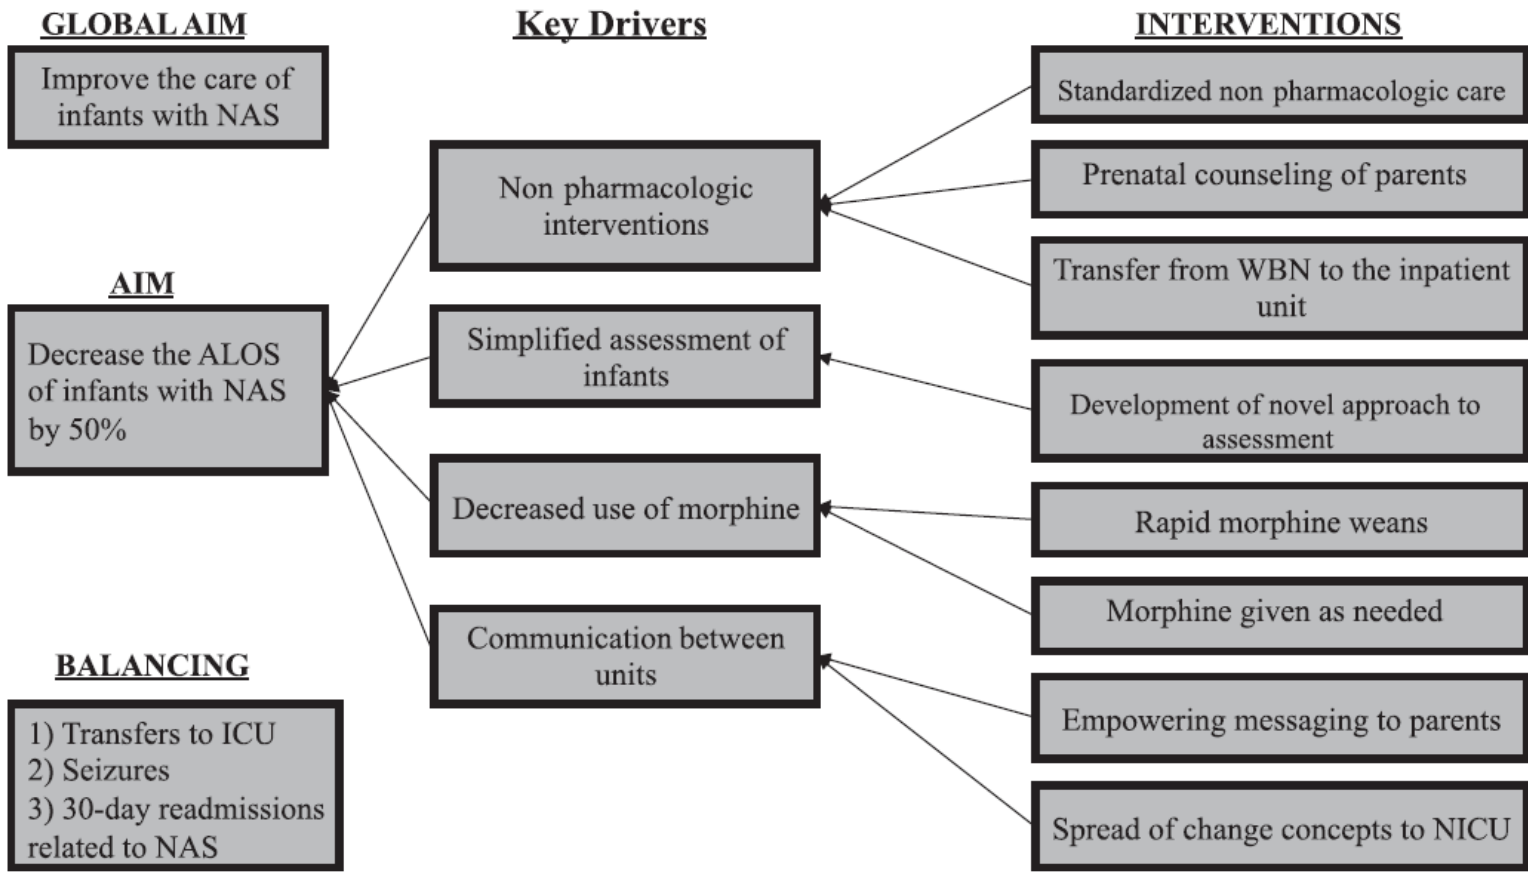 GLOBAL AIM
Improve the care of
infants with NAS
AIM
Decrease the ALOS
of infants with NAS
by 50%
BALANCING
1) Transfers to ICU
2) Seizures
3) 30-day readmissions
related to NAS
Key Drivers
Non pharmacologic
interventions
Simplified assessment of
infants
Decreased use of morphine
Communication between
units
INTERVENTIONS
Standardized non pharmacologic care
Prenatal counseling of parents
Transfer from WBN to the inpatient
unit
Development of novel approach to
assessment
Rapid morphine weans
Morphine given as needed
Empowering messaging to parents
Spread of change concepts to NICU